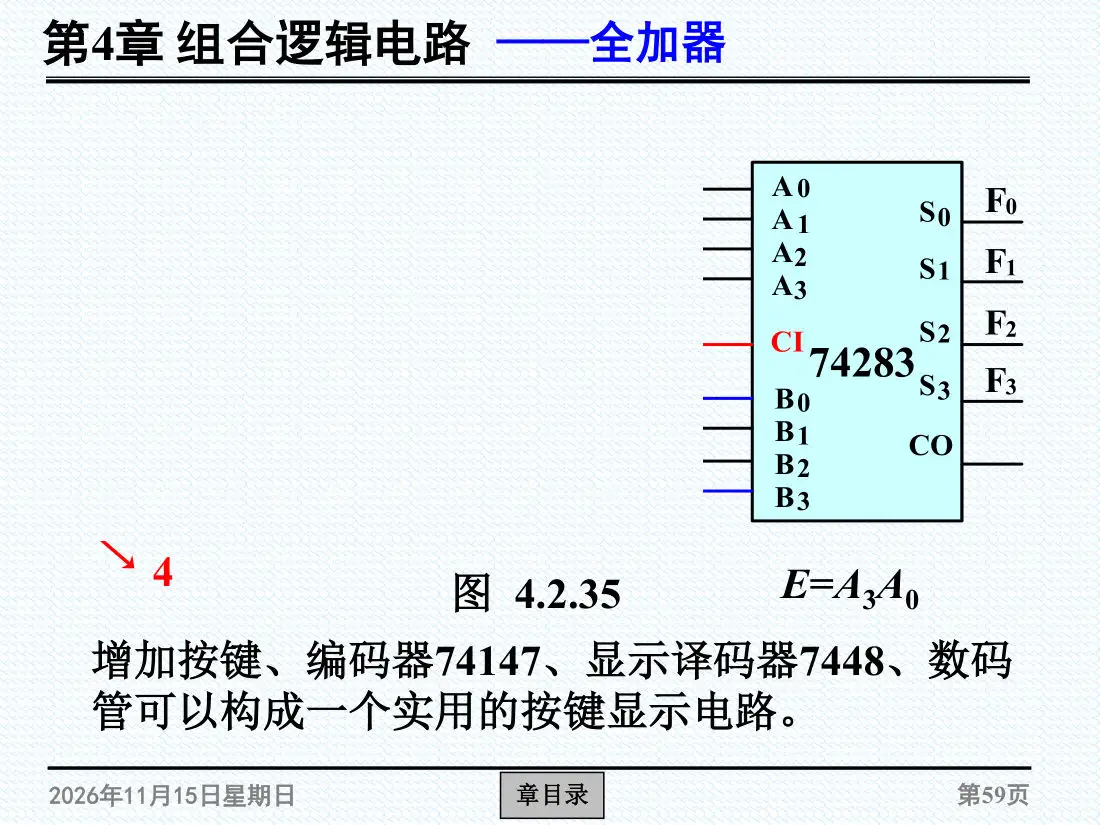 第4章 组合逻辑电路 ——全加器
A0
A1
A2
A3
CI
B0
B1
B2
B3
74283
S0
S1
S2
S3
CO
F0
F1
F2
F3
4
图 4.2.35
E=A3A0
增加按键、编码器74147、显示译码器7448、数码
管可以构成一个实用的按键显示电路。
2026年11月15日星期日
章目录
第59页